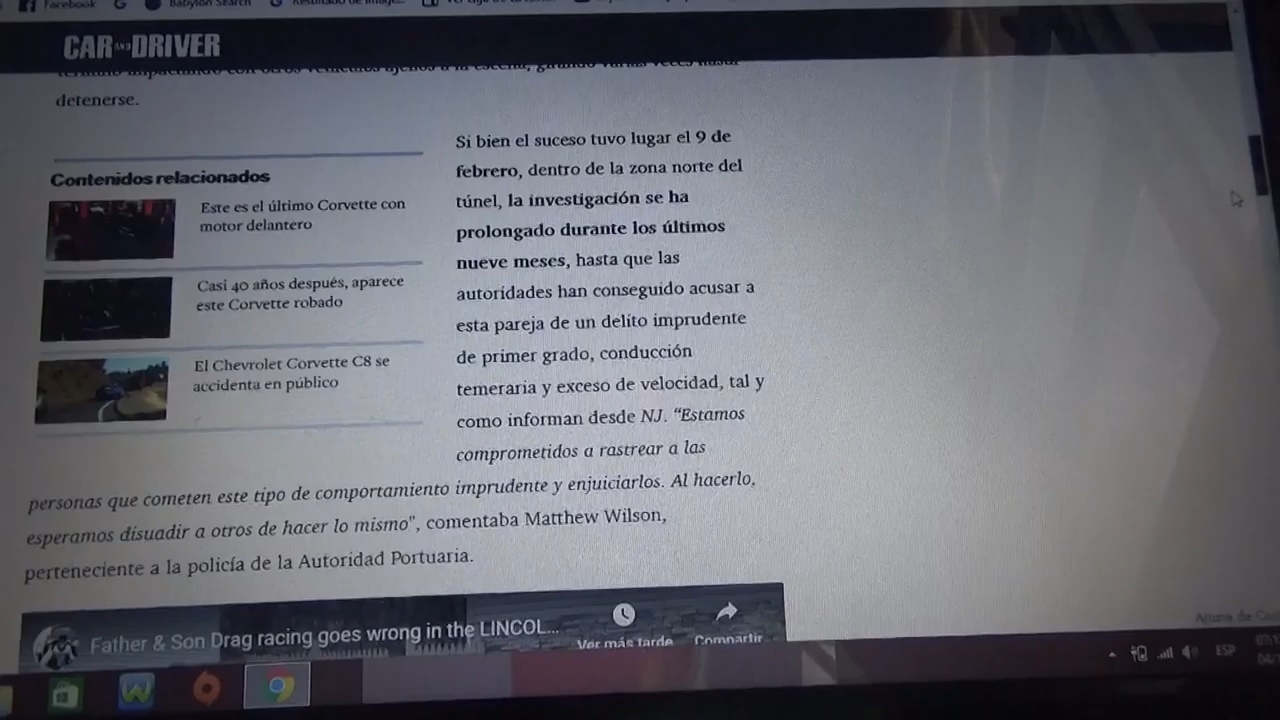 Facebook
Babylon Search
CAR AND DRIVER
detenerse.
Contenidos relacionados
Este es el último Corvette con
motor delantero
Casi 40 años después, aparece
este Corvette robado
El Chevrolet Corvette C8 se
accidenta en público
Si bien el suceso tuvo lugar el 9 de
febrero, dentro de la zona norte del
túnel, la investigación se ha
prolongado durante los últimos
nueve meses, hasta que las
autoridades han conseguido acusar a
esta pareja de un delito imprudente
de primer grado, conducción
temeraria y exceso de velocidad, tal y
como informan desde NJ. “Estamos
comprometidos a rastrear a las
personas que cometen este tipo de comportamiento imprudente y enjuiciarlos. Al hacerlo,
esperamos disuadir a otros de hacer lo mismo", comentaba Matthew Wilson,
perteneciente a la policía de la Autoridad Portuaria.
Father & Son Drag racing goes wrong in the LINCOL...
Ver más tarde
Compartir
ESP